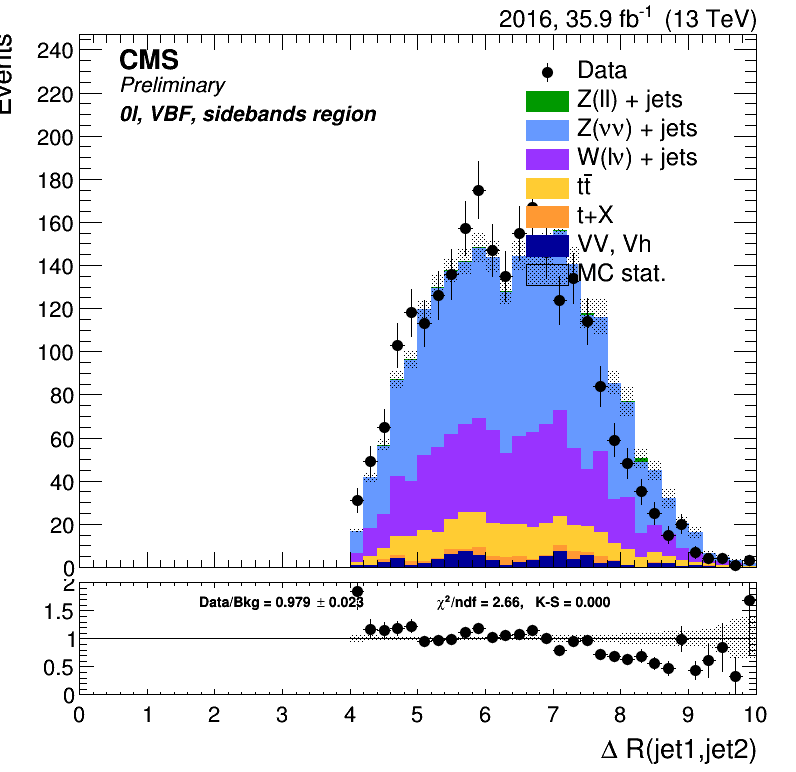 2016, 35.9 fb⁻¹ (13 TeV)
Events
CMS
Preliminary
0l, VBF, sidebands region
Data
Z(ll) + jets
Z(νν) + jets
W(lν) + jets
tt̄
t+X
VV, Vh
MC stat.
240
220
200
180
160
140
120
100
80
60
40
20
0
Data/Bkg = 0.979 ± 0.023
χ²/ndf = 2.66, K-S = 0.000
2
1.5
1
0.5
0
0 1 2 3 4 5 6 7 8 9 10
Δ R(jet1,jet2)